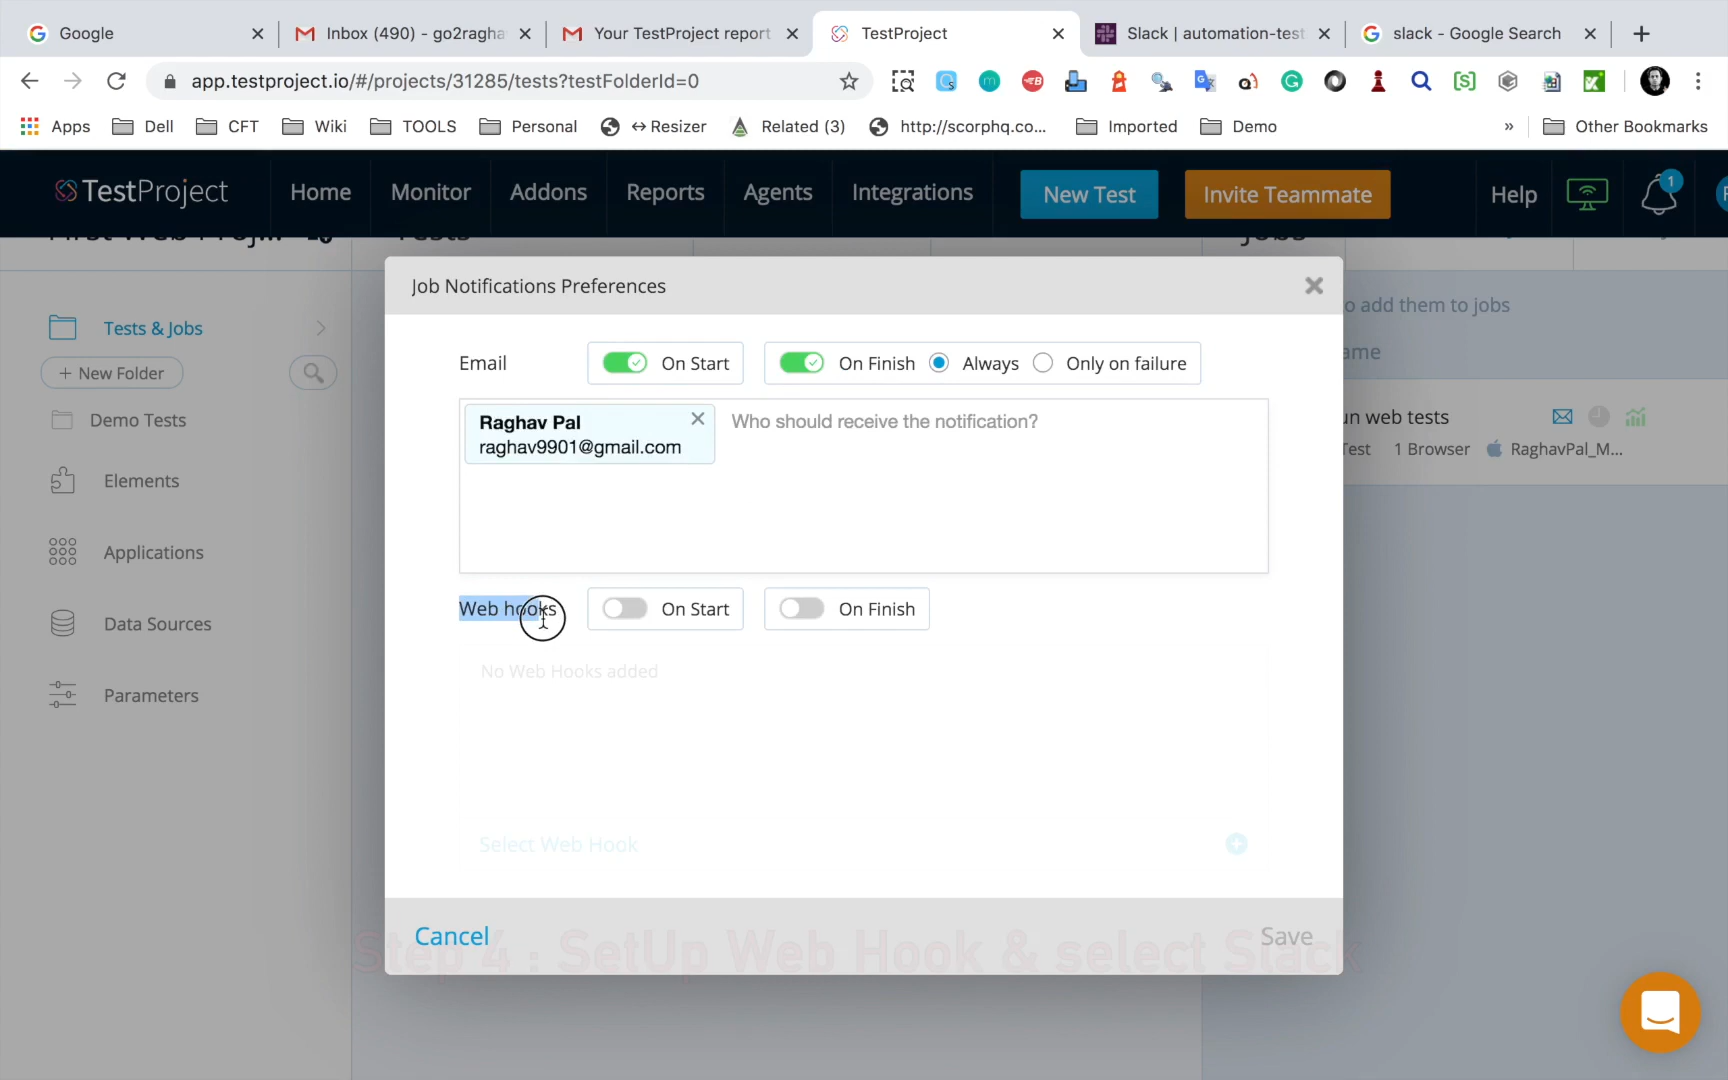 Google
Inbox (490) - go2ragha
Your TestProject report
TestProject
Slack | automation-test
slack - Google Search
app.testproject.io/#/projects/31285/tests?testFolderId=0
Apps
Dell
CFT
Wiki
TOOLS
Personal
↔Resizer
Related (3)
http://scorphq.co...
Imported
Demo
»
Other Bookmarks
TestProject
Home
Monitor
Addons
Reports
Agents
Integrations
New Test
Invite Teammate
Help
1
Tests
Jobs
Job Notifications Preferences
o add them to jobs
Tests & Jobs
+ New Folder
Demo Tests
Elements
Applications
Data Sources
Parameters
Email
On Start
On Finish
Always
Only on failure
Raghav Pal
raghav9901@gmail.com
Who should receive the notification?
ame
un web tests
Test
1 Browser
RaghavPal_M...
Web hooks
On Start
On Finish
No Web Hooks added
Select Web Hook
Cancel
Save
Step 4 : SetUp Web Hook & select Slack